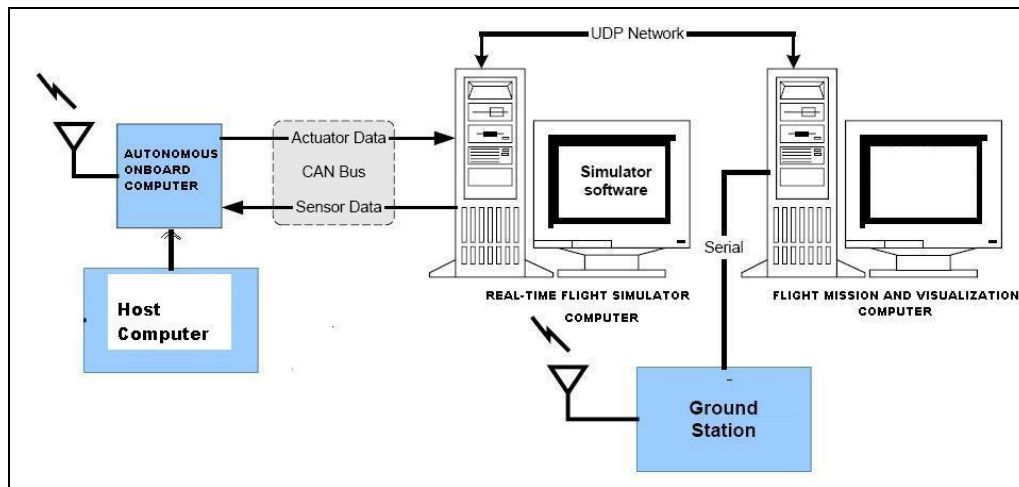 UDP Network
AUTONOMOUS
ONBOARD
COMPUTER
Actuator Data
CAN Bus
Sensor Data
Simulator
software
Serial
Host
Computer
REAL-TIME FLIGHT SIMULATOR
COMPUTER
FLIGHT MISSION AND VISUALIZATION
COMPUTER
Ground
Station